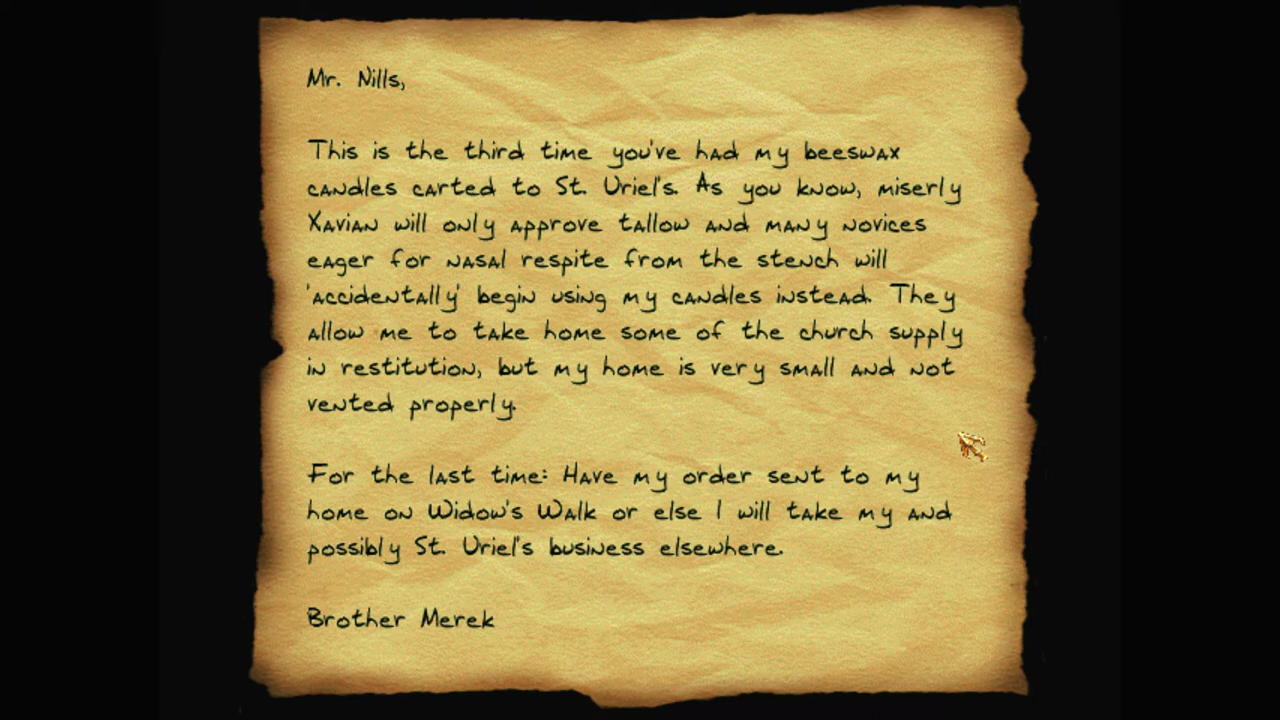 Mr. Nills,
This is the third time you've had my beeswax
candles carted to St. Uriel's. As you know, miserly
Xavian will only approve tallow and many novices
eager for nasal respite from the stench will
'accidentally' begin using my candles instead. They
allow me to take home some of the church supply
in restitution, but my home is very small and not
vented properly.
For the last time: Have my order sent to my
home on Widow's Walk or else I will take my and
possibly St. Uriel's business elsewhere.
Brother Merek